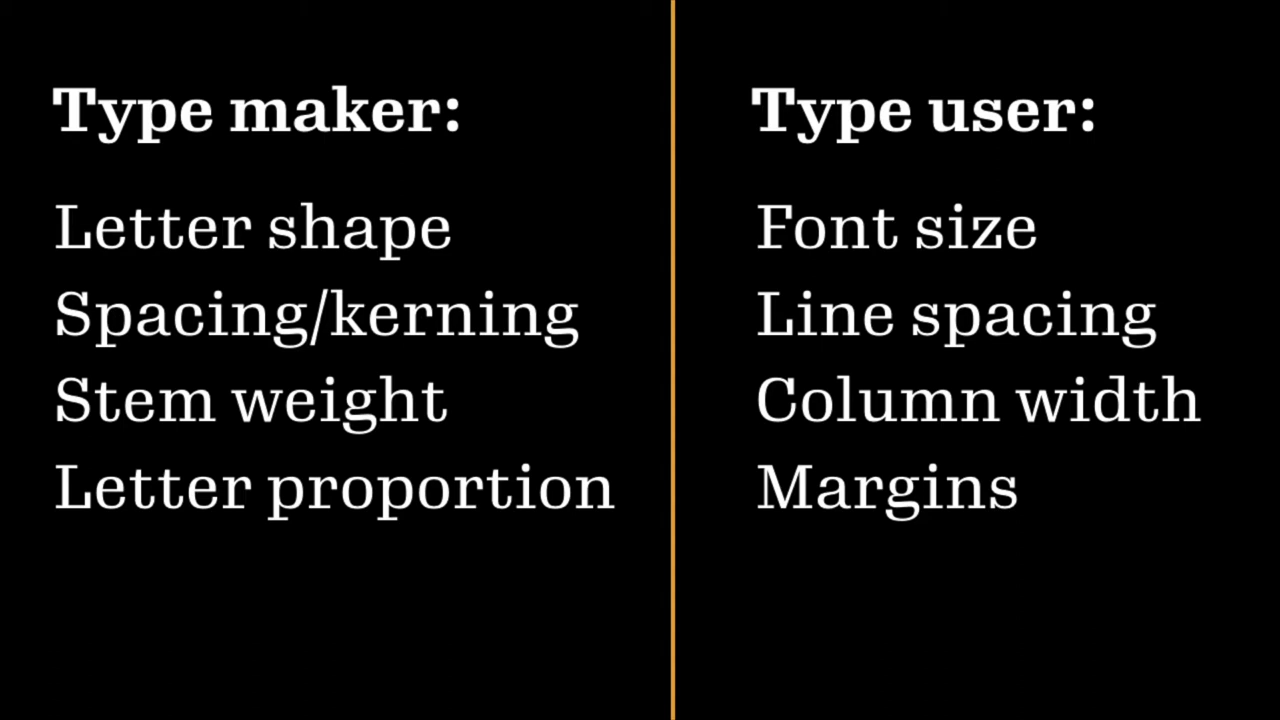 Type maker:
Letter shape
Spacing/kerning
Stem weight
Letter proportion
Type user:
Font size
Line spacing
Column width
Margins